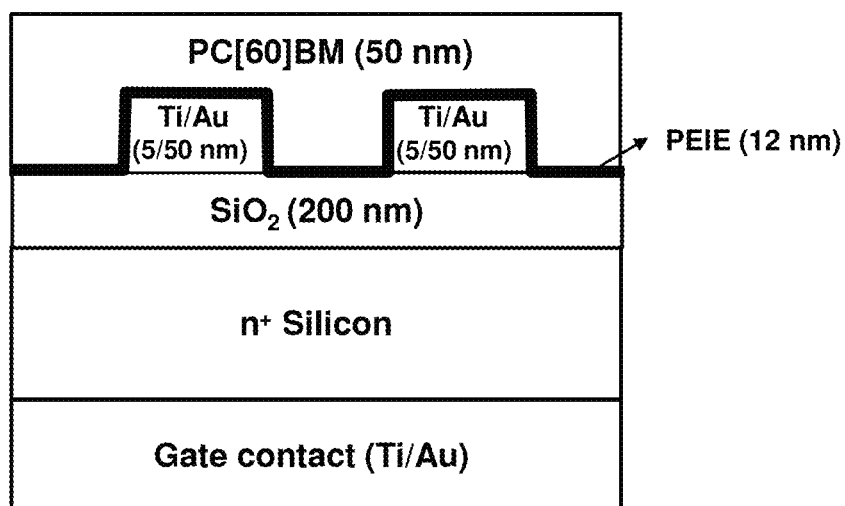 PC[60]BM (50 nm)
Ti/Au
(5/50 nm)
Ti/Au
(5/50 nm)
PEIE (12 nm)
SiO₂ (200 nm)
n⁺ Silicon
Gate contact (Ti/Au)